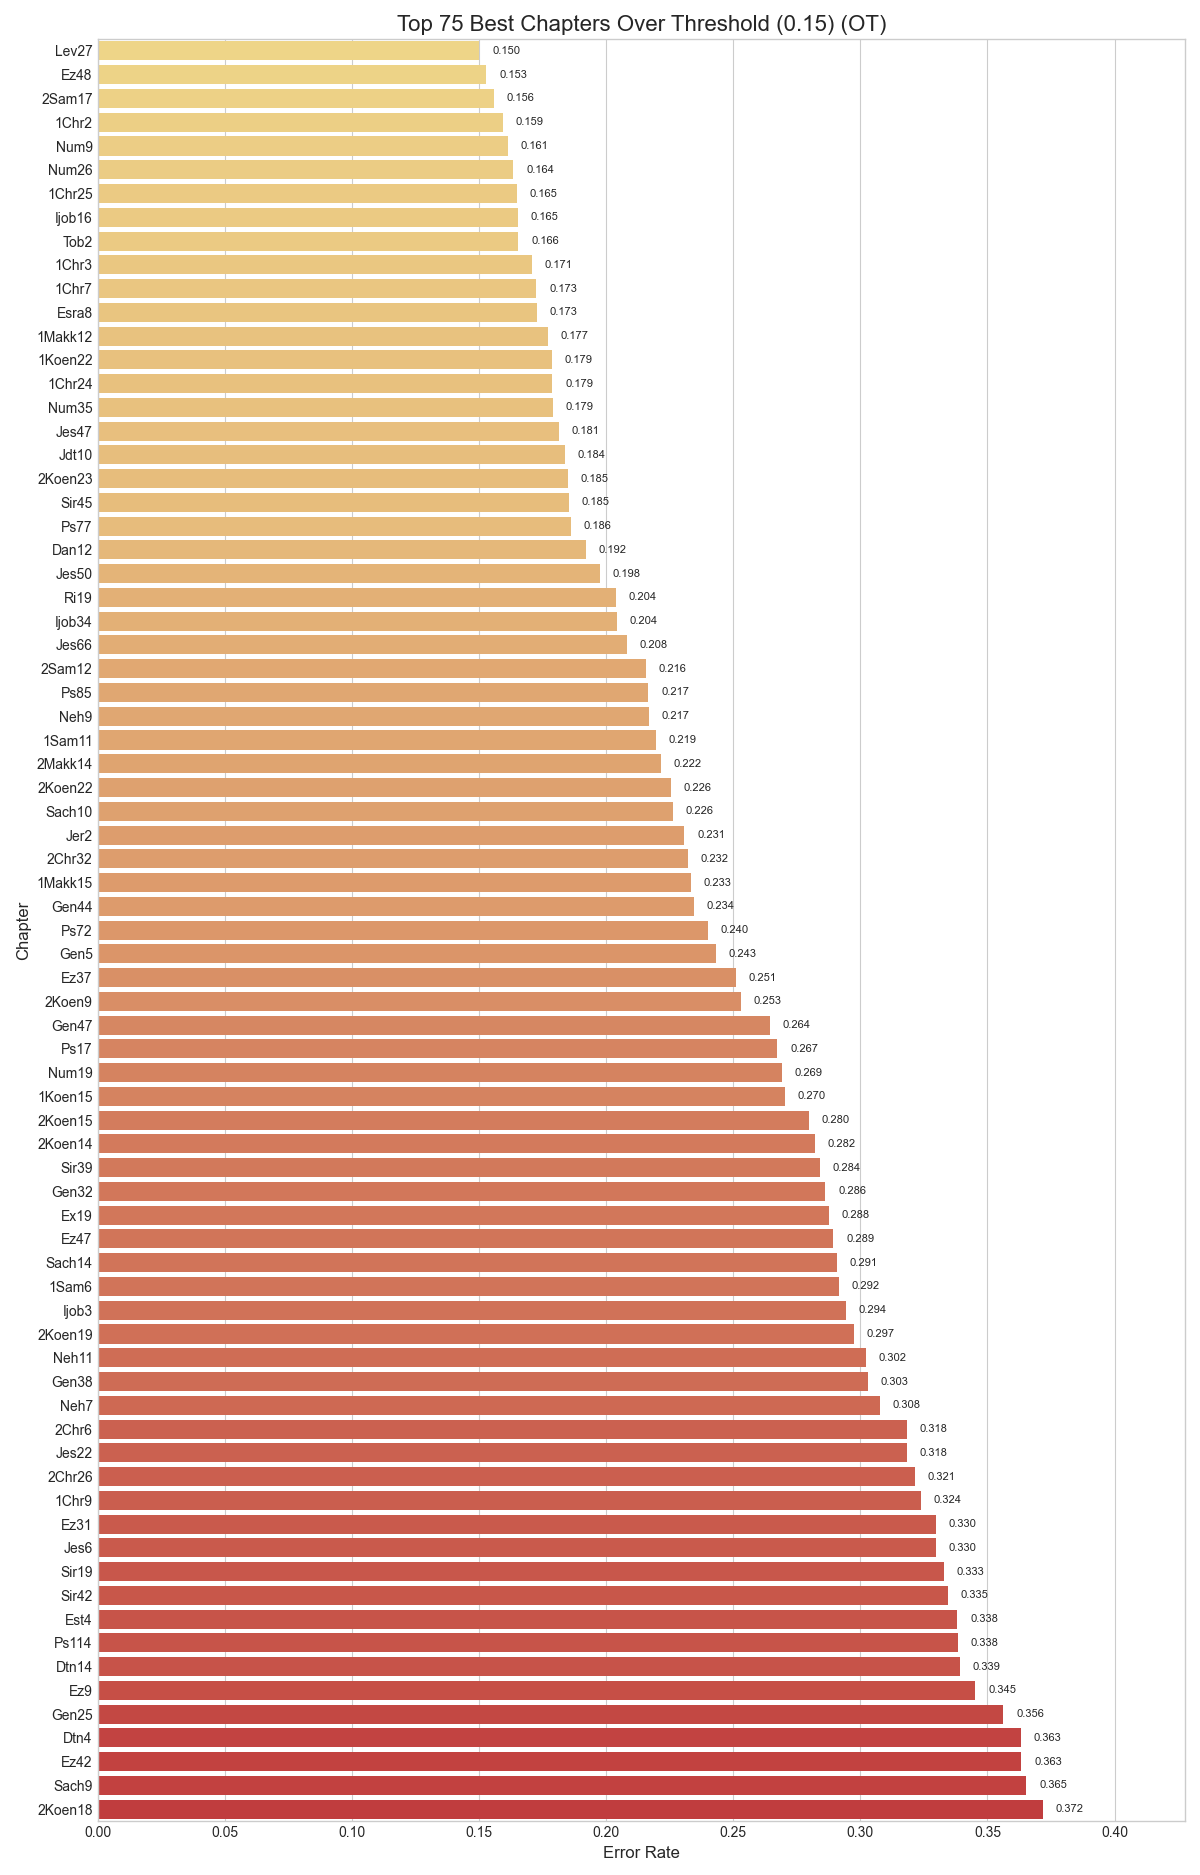 Top 75 Best Chapters Over Threshold (0.15) (OT)
Lev27 0.150
Ez48 0.153
2Sam17 0.156
1Chr2 0.159
Num9 0.161
Num26 0.164
1Chr25 0.165
Ijob16 0.165
Tob2 0.166
1Chr3 0.171
1Chr7 0.173
Esra8 0.173
1Makk12 0.177
1Koen22 0.179
1Chr24 0.179
Num35 0.179
Jes47 0.181
Jdt10 0.184
2Koen23 0.185
Sir45 0.185
Ps77 0.186
Dan12 0.192
Jes50 0.198
Ri19 0.204
Ijob34 0.204
Jes66 0.208
2Sam12 0.216
Ps85 0.217
Neh9 0.217
1Sam11 0.219
2Makk14 0.222
2Koen22 0.226
Sach10 0.226
Jer2 0.231
2Chr32 0.232
1Makk15 0.233
Gen44 0.234
Ps72 0.240
Gen5 0.243
Ez37 0.251
2Koen9 0.253
Gen47 0.264
Ps17 0.267
Num19 0.269
1Koen15 0.270
2Koen15 0.280
2Koen14 0.282
Sir39 0.284
Gen32 0.286
Ex19 0.288
Ez47 0.289
Sach14 0.291
1Sam6 0.292
Ijob3 0.294
2Koen19 0.297
Neh11 0.302
Gen38 0.303
Neh7 0.308
2Chr6 0.318
Jes22 0.318
2Chr26 0.321
1Chr9 0.324
Ez31 0.330
Jes6 0.330
Sir19 0.333
Sir42 0.335
Est4 0.338
Ps114 0.338
Dtn14 0.339
Ez9 0.345
Gen25 0.356
Dtn4 0.363
Ez42 0.363
Sach9 0.365
2Koen18 0.372
Chapter
0.00 0.05 0.10 0.15 0.20 0.25 0.30 0.35 0.40
Error Rate